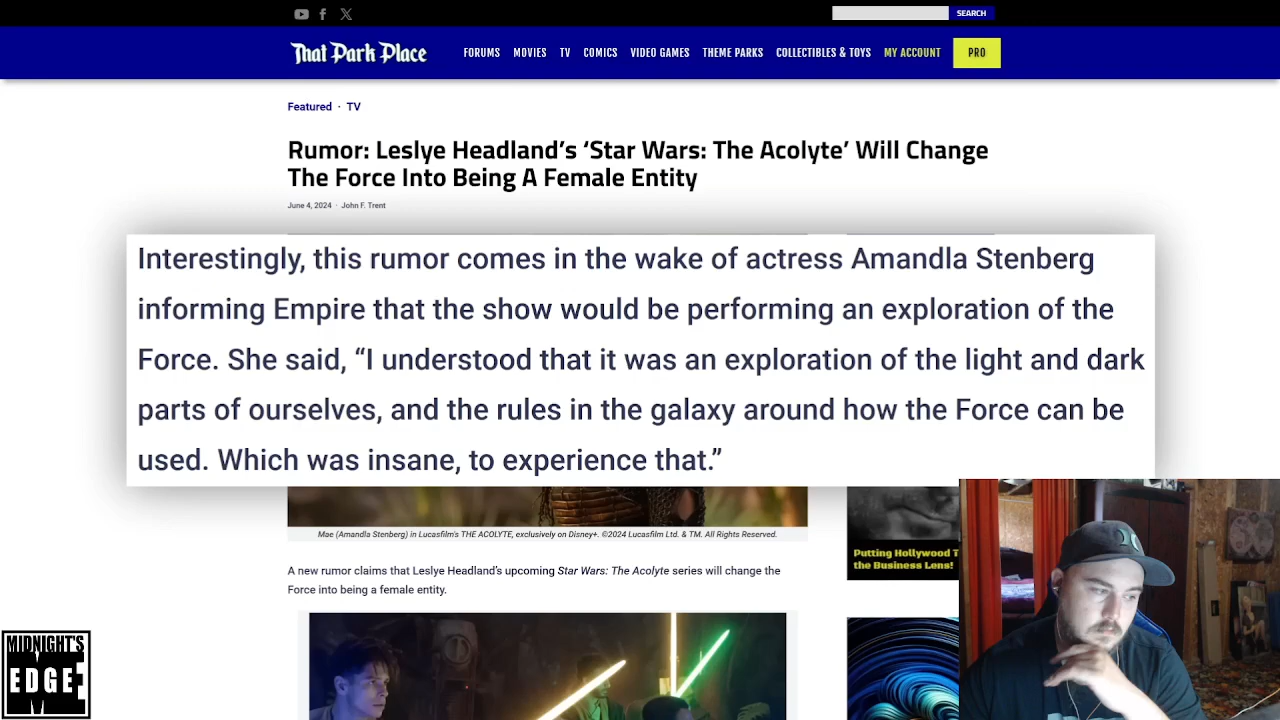 SEARCH
That Park Place
FORUMS MOVIES TV COMICS VIDEO GAMES THEME PARKS COLLECTIBLES & TOYS MY ACCOUNT PRO
Featured · TV
Rumor: Leslye Headland’s ‘Star Wars: The Acolyte’ Will Change
The Force Into Being A Female Entity
June 4, 2024 · John F. Trent
Interestingly, this rumor comes in the wake of actress Amandla Stenberg
informing Empire that the show would be performing an exploration of the
Force. She said, “I understood that it was an exploration of the light and dark
parts of ourselves, and the rules in the galaxy around how the Force can be
used. Which was insane, to experience that.”
Mae (Amandla Stenberg) in Lucasfilm's THE ACOLYTE, exclusively on Disney+. ©2024 Lucasfilm Ltd. & TM. All Rights Reserved.
Putting Hollywood T
the Business Lens!
A new rumor claims that Leslye Headland’s upcoming Star Wars: The Acolyte series will change the
Force into being a female entity.
MIDNIGHT'S
EDGE